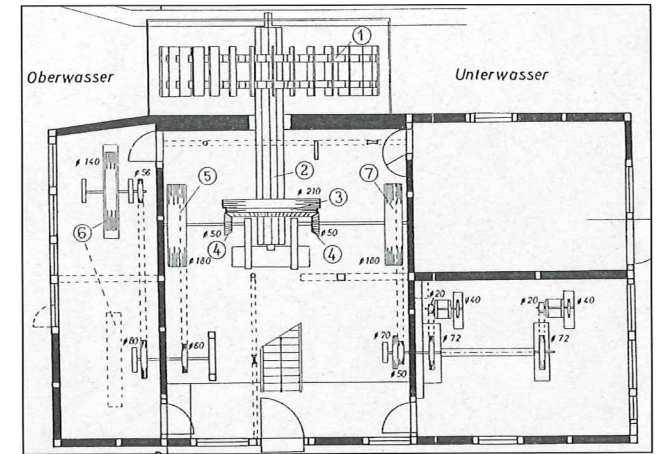 ①
Oberwasser
Unterwasser
ø 140
ø 56
⑤
②
⑦
ø 210
③
⑥
ø 50
④
④
ø 50
ø 180
ø 180
ø 20
ø 40
ø 20
ø 40
ø 80
ø 60
ø 70
ø 72
ø 72
ø 50